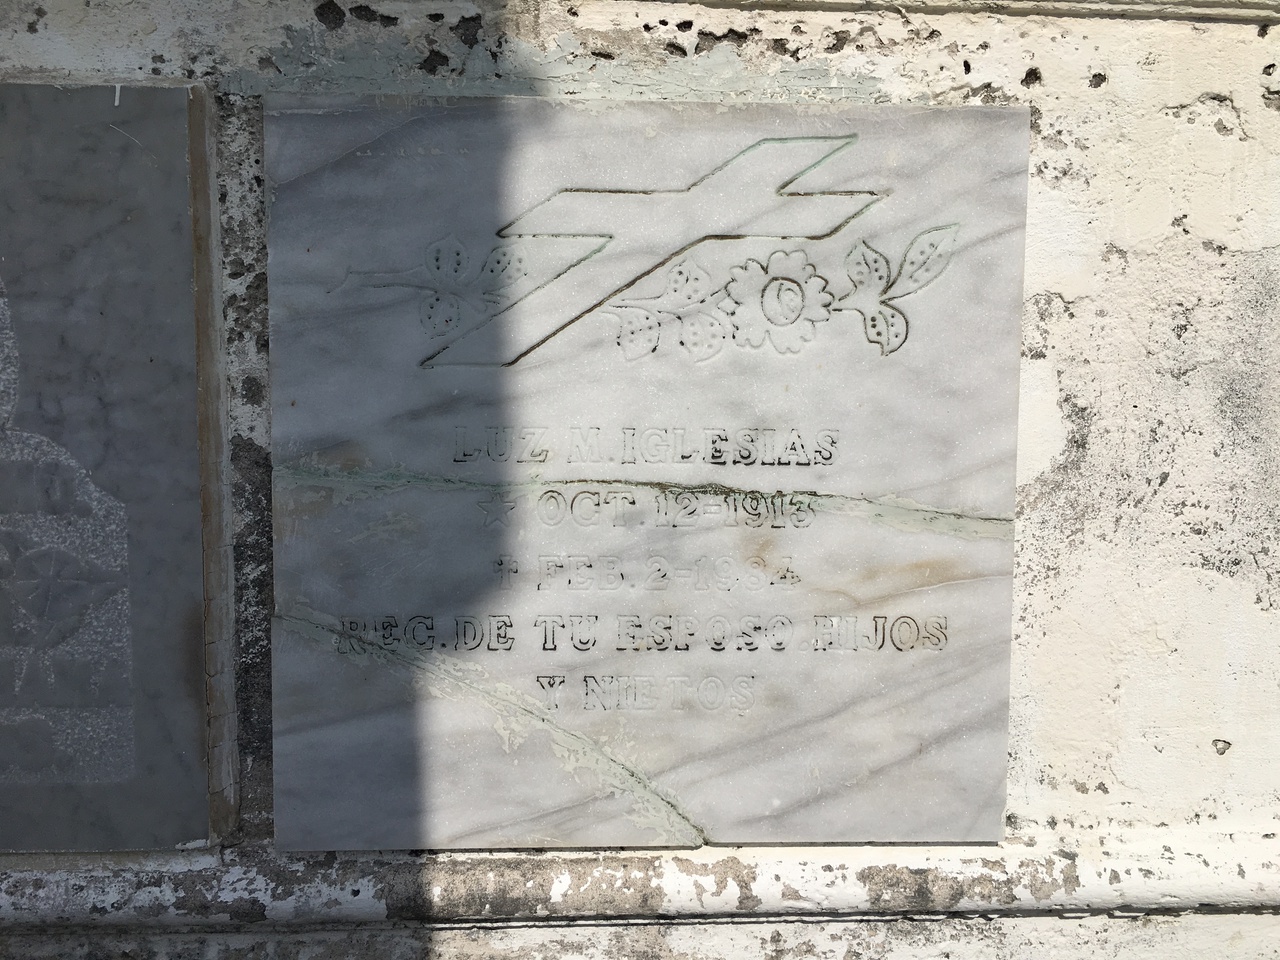 LUZ M. IGLESIAS
☆ OCT. 12-1913
✝ FEB. 2-1984
REC. DE TU ESPOSO. HIJOS
Y NIETOS